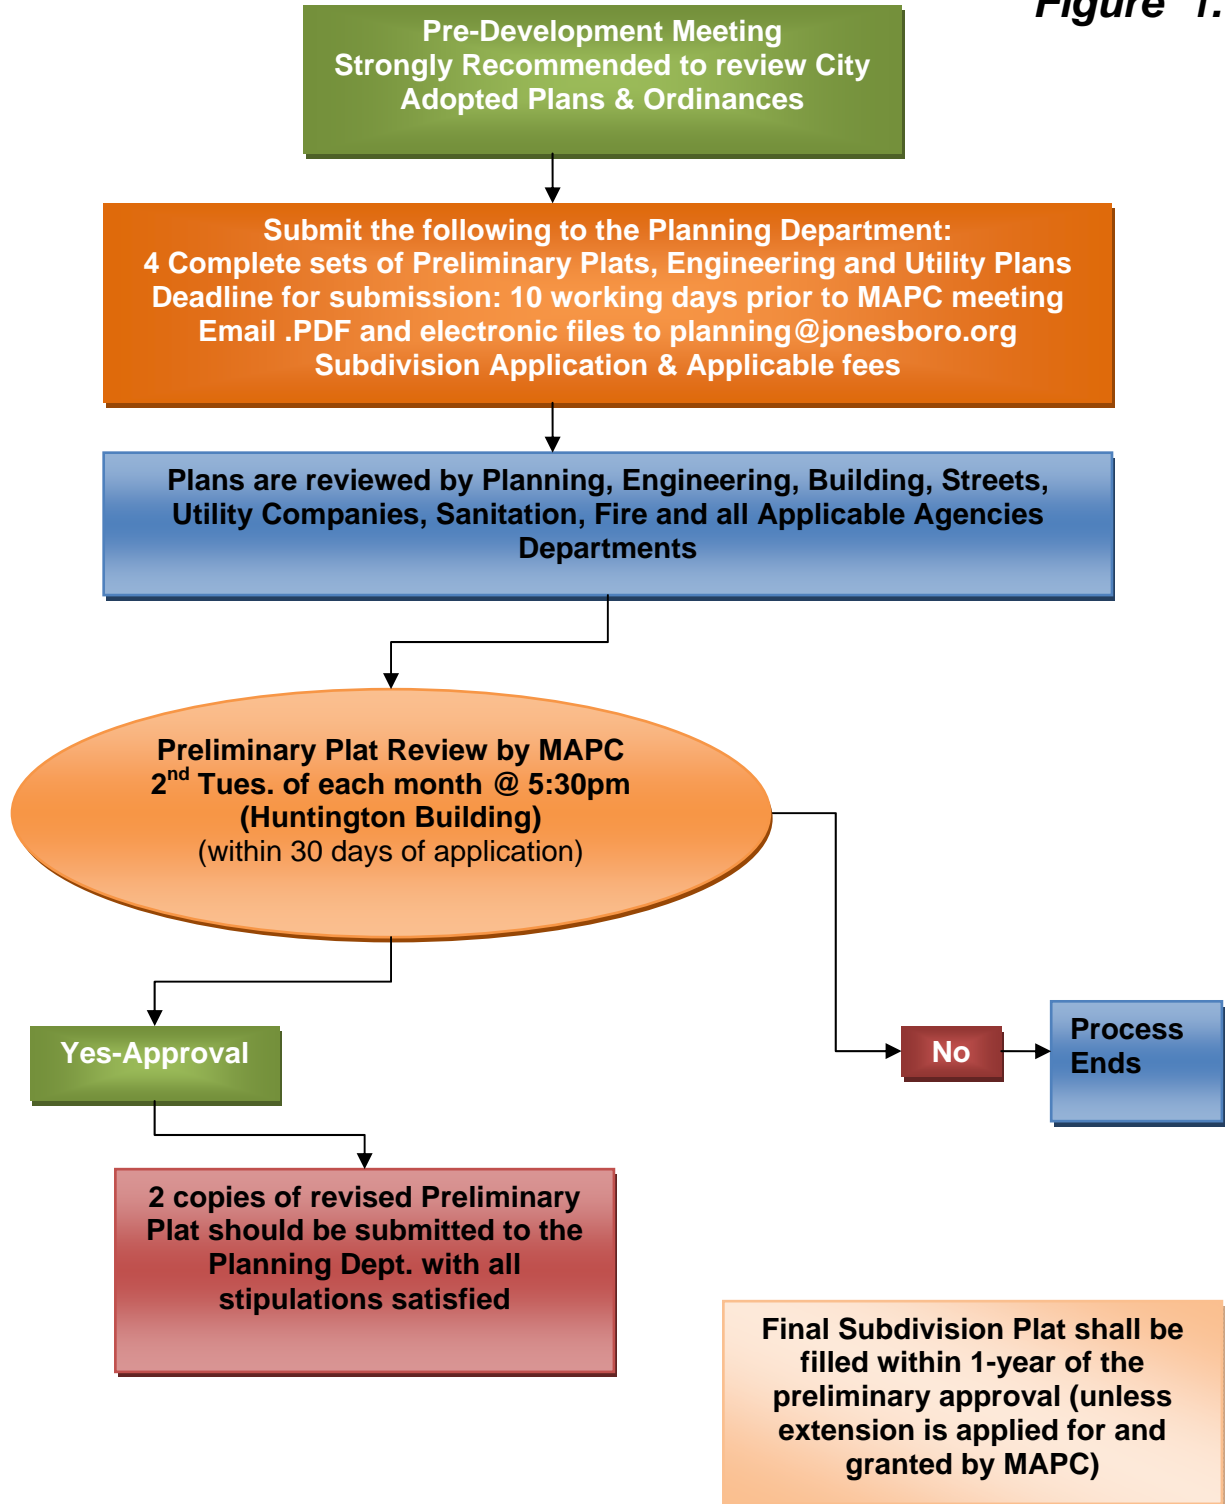 Figure 1.
Pre-Development Meeting
Strongly Recommended to review City
Adopted Plans & Ordinances
Submit the following to the Planning Department:
4 Complete sets of Preliminary Plats, Engineering and Utility Plans
Deadline for submission: 10 working days prior to MAPC meeting
Email .PDF and electronic files to planning@jonesboro.org
Subdivision Application & Applicable fees
Plans are reviewed by Planning, Engineering, Building, Streets,
Utility Companies, Sanitation, Fire and all Applicable Agencies
Departments
Preliminary Plat Review by MAPC
2nd Tues. of each month @ 5:30pm
(Huntington Building)
(within 30 days of application)
Yes-Approval
No
Process
Ends
2 copies of revised Preliminary
Plat should be submitted to the
Planning Dept. with all
stipulations satisfied
Final Subdivision Plat shall be
filled within 1-year of the
preliminary approval (unless
extension is applied for and
granted by MAPC)